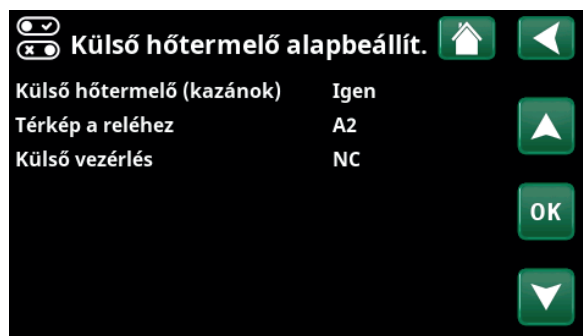 Külső hőtermelő alapbeállít.
Külső hőtermelő (kazánok) Igen
Térkép a reléhez A2
Külső vezérlés NC
OK